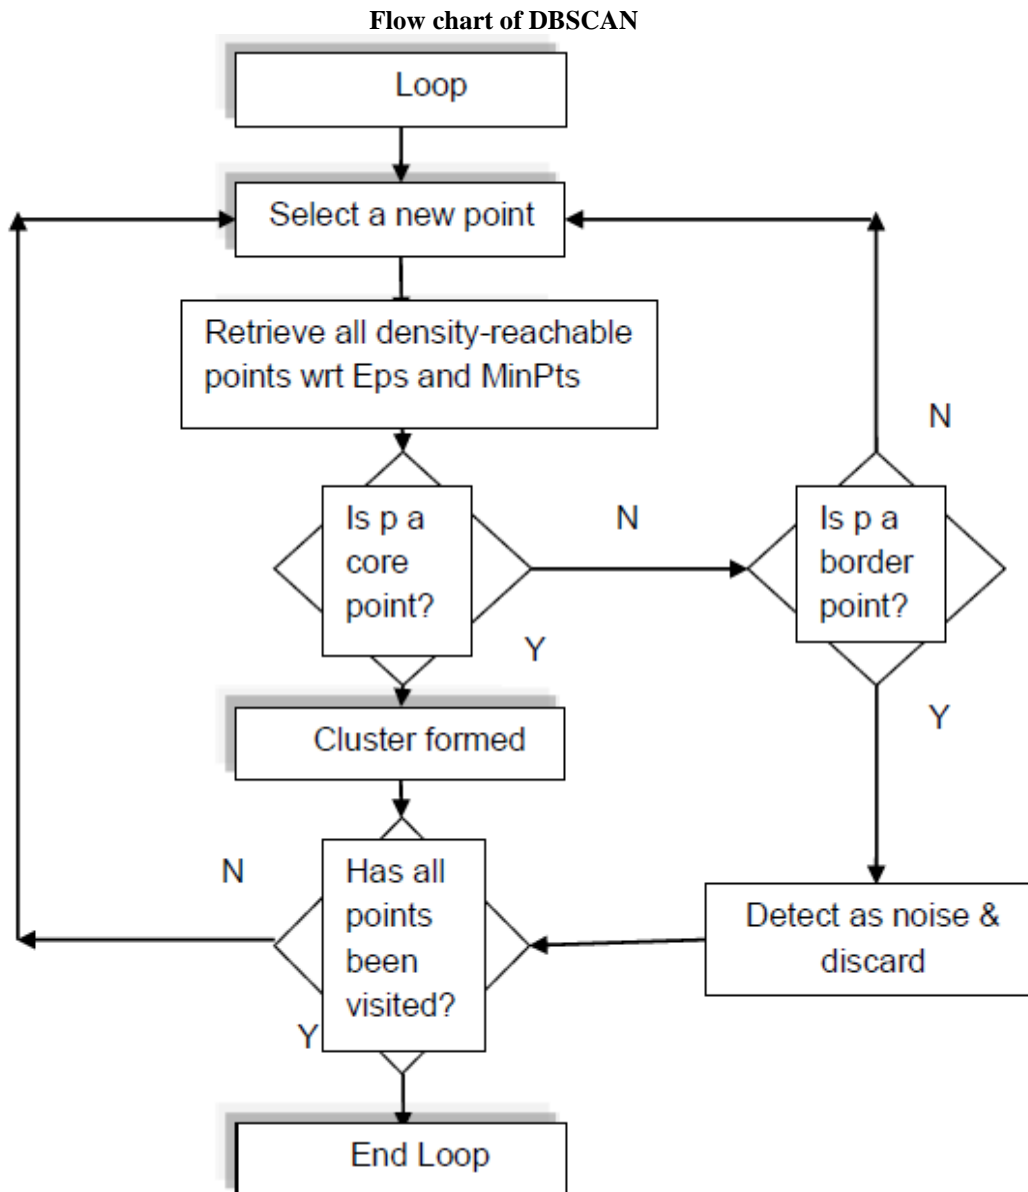 Flow chart of DBSCAN
Loop
Select a new point
Retrieve all density-reachable
points wrt Eps and MinPts
N
Is p a
core
point?
N
Is p a
border
point?
Y
Y
Cluster formed
N
Has all
points
been
visited?
Y
Detect as noise &
discard
End Loop